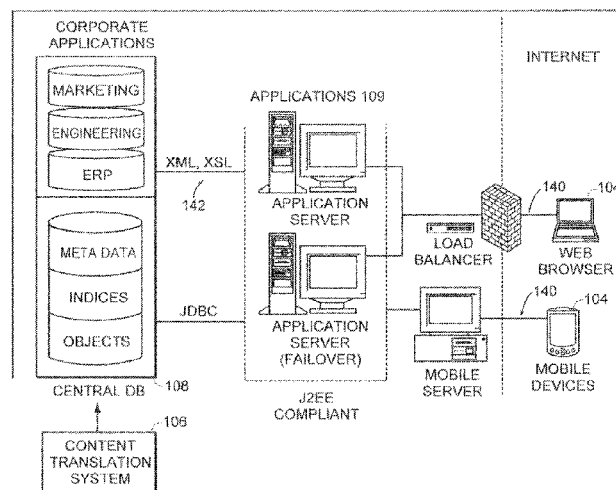 CORPORATE
APPLICATIONS
MARKETING
ENGINEERING
ERP
META DATA
INDICES
OBJECTS
CENTRAL DB
108
106
CONTENT
TRANSLATION
SYSTEM
XML, XSL
142
JDBC
APPLICATIONS 109
APPLICATION
SERVER
APPLICATION
SERVER
(FAILOVER)
J2EE
COMPLIANT
LOAD
BALANCER
MOBILE
SERVER
INTERNET
140
104
WEB
BROWSER
140
104
MOBILE
DEVICES